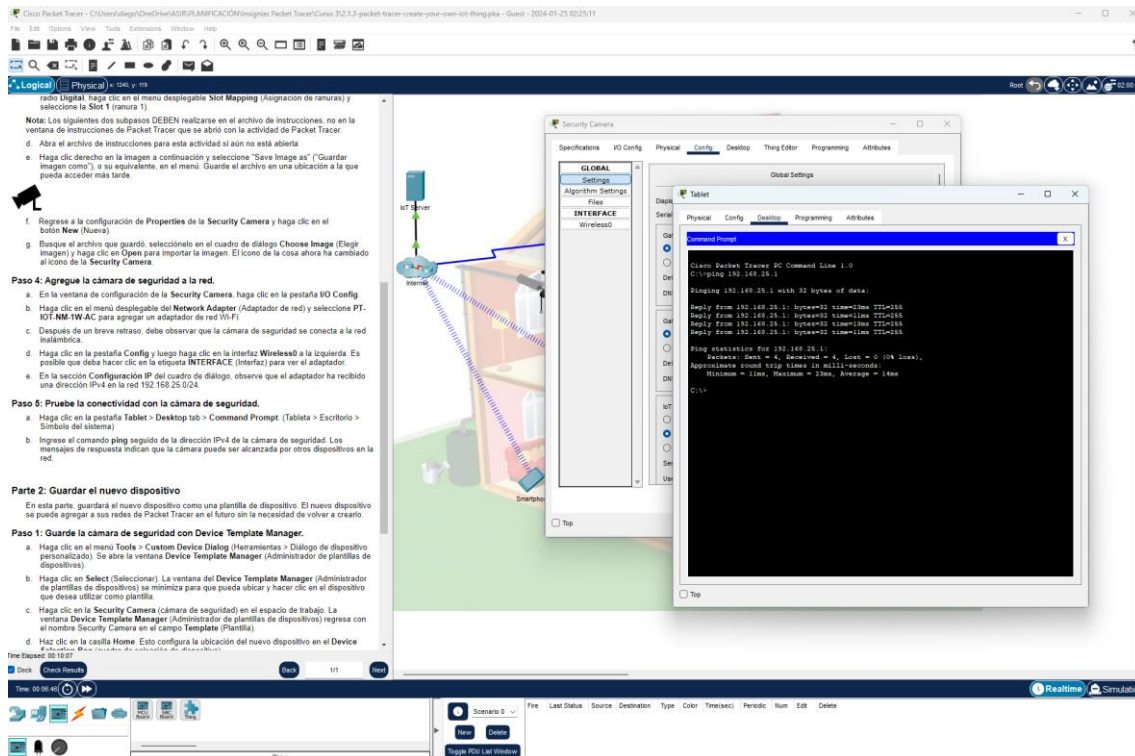 Cisco Packet Tracer - C:\Users\diego\OneDrive\ASIR\PLANIFICACIÓN\Insignias Packet Tracer\Curso 3\2.1.3-packet-tracer-create-your-own-iot-thing.pka - Guest - 2024-01-25 02:25:11
File Edit Options View Tools Extensions Window Help
Logical Physical x: 1240, y: 119
Root 02:00
radio Digital, haga clic en el menú desplegable Slot Mapping (Asignación de ranuras) y
seleccione la Slot 1 (ranura 1).
Nota: Los siguientes dos subpasos DEBEN realizarse en el archivo de instrucciones, no en la
ventana de instrucciones de Packet Tracer que se abrió con la actividad de Packet Tracer
d. Abra el archivo de instrucciones para esta actividad si aún no está abierta
e. Haga clic derecho en la imagen a continuación y seleccione "Save Image as" ("Guardar
imagen como"), o su equivalente, en el menú. Guarde el archivo en una ubicación a la que
pueda acceder más tarde.
f. Regrese a la configuración de Properties de la Security Camera y haga clic en el
botón New (Nueva).
g. Busque el archivo que guardó, selecciónelo en el cuadro de diálogo Choose Image (Elegir
imagen) y haga clic en Open para importar la imagen. El icono de la cosa ahora ha cambiado
al icono de la Security Camera.
Paso 4: Agregue la cámara de seguridad a la red.
a. En la ventana de configuración de la Security Camera, haga clic en la pestaña I/O Config.
b. Haga clic en el menú desplegable del Network Adapter (Adaptador de red) y seleccione PT-
IOT-NM-1W-AC para agregar un adaptador de red Wi-Fi.
c. Después de un breve retraso, debe observar que la cámara de seguridad se conecta a la red
inalámbrica.
d. Haga clic en la pestaña Config y luego haga clic en la interfaz Wireless0 a la izquierda. Es
posible que deba hacer clic en la etiqueta INTERFACE (Interfaz) para ver el adaptador.
e. En la sección Configuración IP del cuadro de diálogo, observe que el adaptador ha recibido
una dirección IPv4 en la red 192.168.25.0/24.
Paso 5: Pruebe la conectividad con la cámara de seguridad.
a. Haga clic en la pestaña Tablet > Desktop tab > Command Prompt. (Tableta > Escritorio >
Símbolo del sistema)
b. Ingrese el comando ping seguido de la dirección IPv4 de la cámara de seguridad. Los
mensajes de respuesta indican que la cámara puede ser alcanzada por otros dispositivos en la
red.
Parte 2: Guardar el nuevo dispositivo
En esta parte, guardará el nuevo dispositivo como una plantilla de dispositivo. El nuevo dispositivo
se puede agregar a sus redes de Packet Tracer en el futuro sin la necesidad de volver a crearlo.
Paso 1: Guarde la cámara de seguridad con Device Template Manager.
a. Haga clic en el menú Tools > Custom Device Dialog (Herramientas > Diálogo de dispositivo
personalizado). Se abre la ventana Device Template Manager (Administrador de plantillas de
dispositivos).
b. Haga clic en Select (Seleccionar). La ventana del Device Template Manager (Administrador
de plantillas de dispositivos) se minimiza para que pueda ubicar y hacer clic en el dispositivo
que desea utilizar como plantilla.
c. Haga clic en la Security Camera (cámara de seguridad) en el espacio de trabajo. La
ventana Device Template Manager (Administrador de plantillas de dispositivos) regresa con
el nombre Security Camera en el campo Template (Plantilla).
d. Haz clic en la casilla Home. Esto configura la ubicación del nuevo dispositivo en el Device
Time Elapsed: 00:10:07
Dock Check Results Back 1/1 Next
IoT Server
Internet
Smartpho
Security Camera
Specifications I/O Config Physical Config Desktop Thing Editor Programming Attributes
GLOBAL
Settings
Algorithm Settings
Files
INTERFACE
Wireless0
Global Settings
Displa
Serial
Gat
Def
DNS
Gat
Def
DNS
IoT
Ser
Use
Top
Tablet
Physical Config Desktop Programming Attributes
Command Prompt X
Cisco Packet Tracer PC Command Line 1.0
C:\>ping 192.168.25.1
Pinging 192.168.25.1 with 32 bytes of data:
Reply from 192.168.25.1: bytes=32 time=23ms TTL=255
Reply from 192.168.25.1: bytes=32 time=11ms TTL=255
Reply from 192.168.25.1: bytes=32 time=13ms TTL=255
Reply from 192.168.25.1: bytes=32 time=11ms TTL=255
Ping statistics for 192.168.25.1:
Packets: Sent = 4, Received = 4, Lost = 0 (0% loss),
Approximate round trip times in milli-seconds:
Minimum = 11ms, Maximum = 23ms, Average = 14ms
C:\>
Top
Time: 00:06:46
Realtime Simulatio
MCU Board SBC Board Thing
Scenario 0
New Delete
Toggle PDU List Window
Fire Last Status Source Destination Type Color Time(sec) Periodic Num Edit Delete